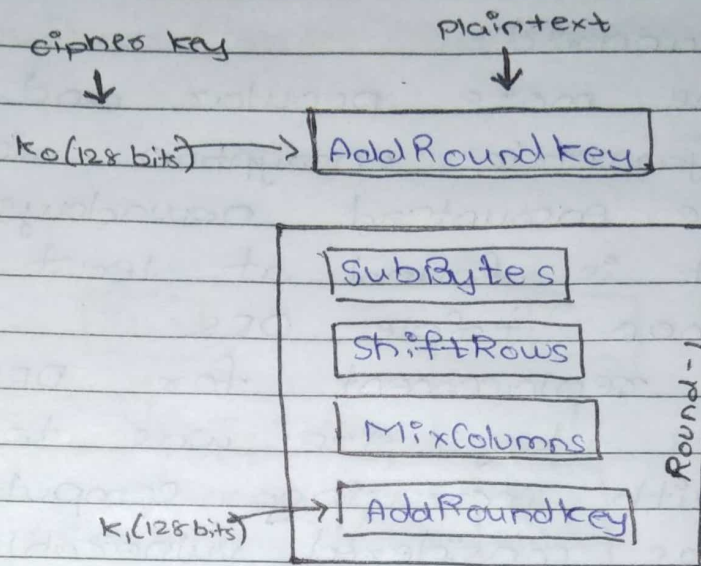 cipher key
plaintext
K0 (128 bits)
AddRoundkey
SubBytes
ShiftRows
MixColumns
K1 (128 bits)
AddRoundkey
Round-1